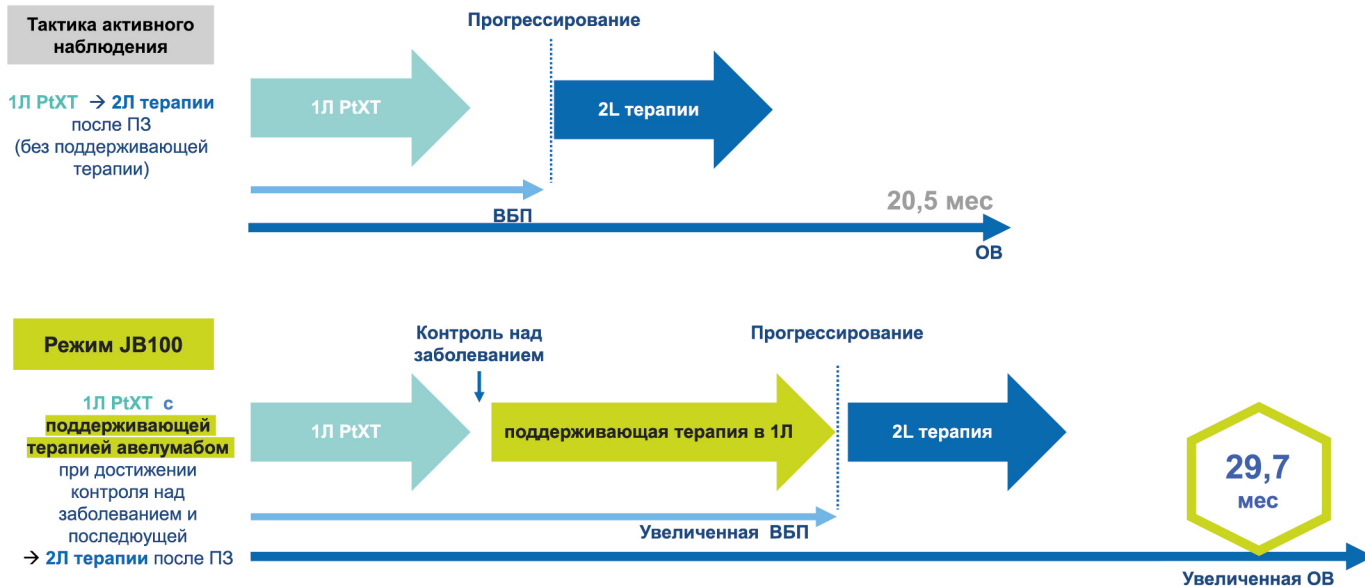 Тактика активного
наблюдения
1Л PtXT → 2Л терапии
после ПЗ
(без поддерживающей
терапии)
Прогрессирование
1Л PtXT
2L терапии
ВБП
20,5 мес
ОВ
Режим JB100
1Л PtXT с
поддерживающей
терапией авелумабом
при достижении
контроля над
заболеванием и
последюущей
→ 2Л терапии после ПЗ
Контроль над
заболеванием
Прогрессирование
1Л PtXT
поддерживающая терапия в 1Л
2L терапия
Увеличенная ВБП
29,7
мес
Увеличенная ОВ